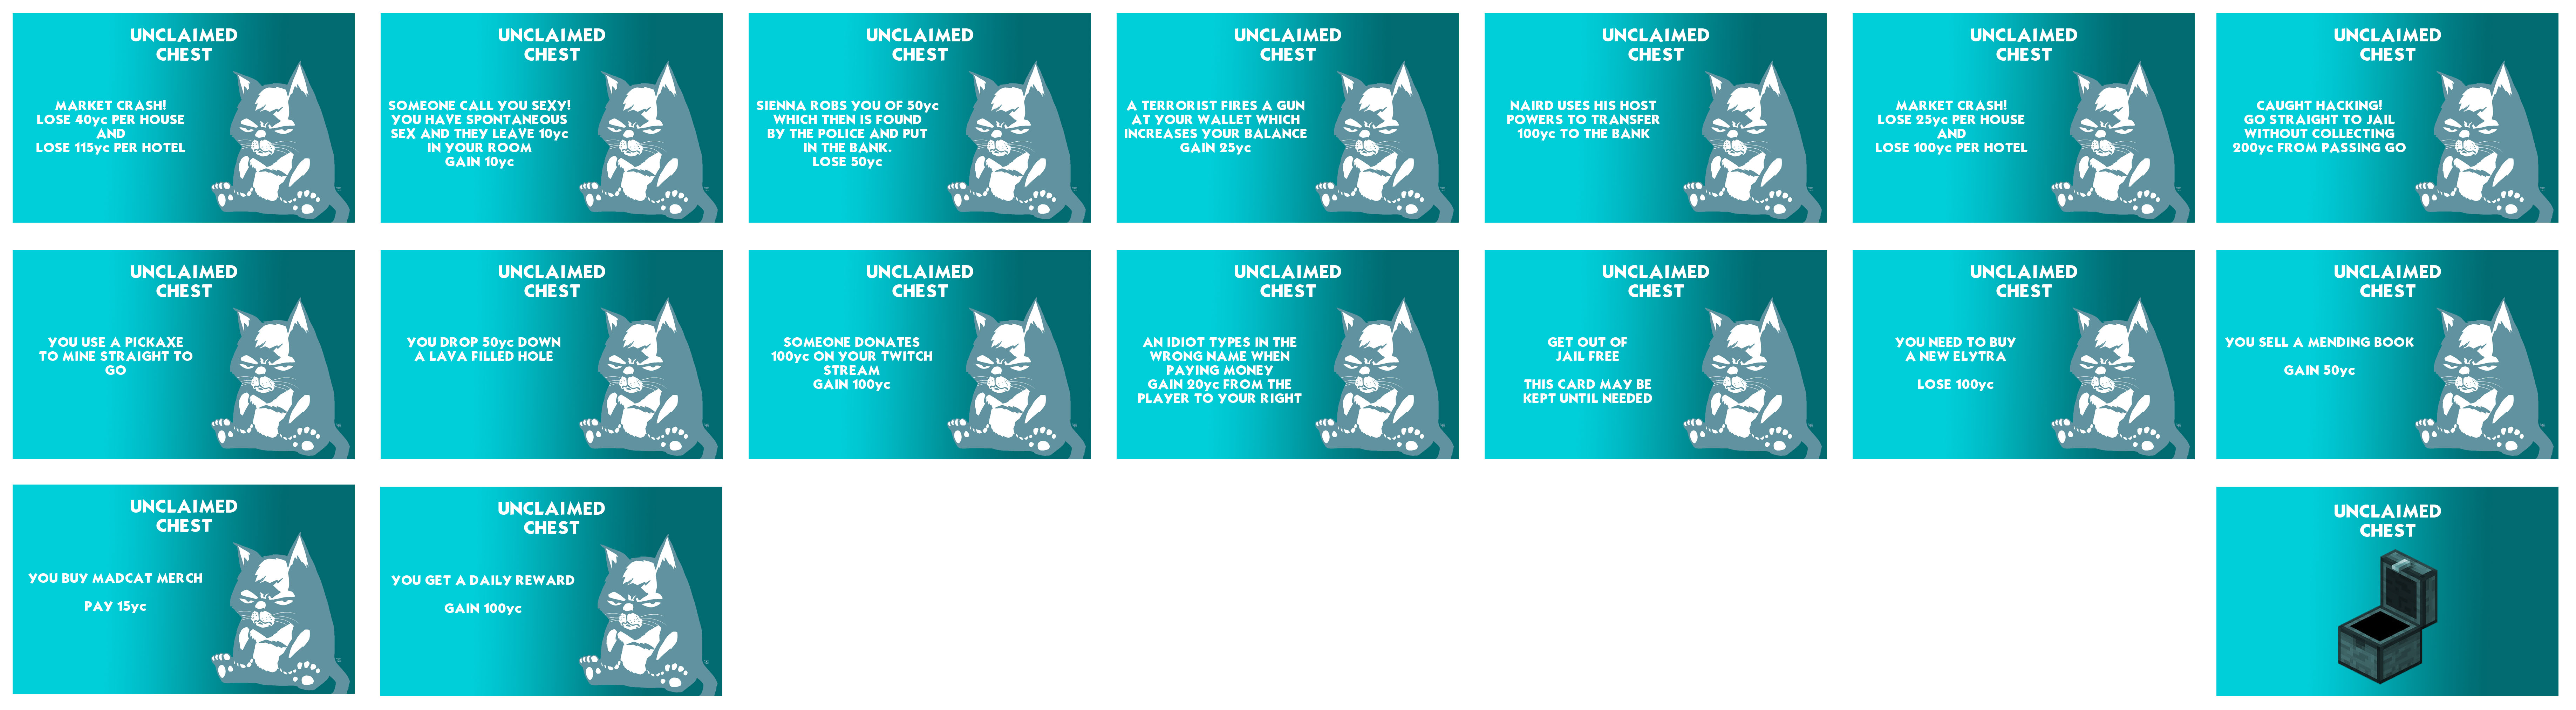 UNCLAIMED
CHEST
MARKET CRASH!
LOSE 40yc PER HOUSE
AND
LOSE 115yc PER HOTEL
UNCLAIMED
CHEST
SOMEONE CALL YOU SEXY!
YOU HAVE SPONTANEOUS
SEX AND THEY LEAVE 10yc
IN YOUR ROOM
GAIN 10yc
UNCLAIMED
CHEST
SIENNA ROBS YOU OF 50yc
WHICH THEN IS FOUND
BY THE POLICE AND PUT
IN THE BANK.
LOSE 50yc
UNCLAIMED
CHEST
A TERRORIST FIRES A GUN
AT YOUR WALLET WHICH
INCREASES YOUR BALANCE
GAIN 25yc
UNCLAIMED
CHEST
NAIRD USES HIS HOST
POWERS TO TRANSFER
100yc TO THE BANK
UNCLAIMED
CHEST
MARKET CRASH!
LOSE 25yc PER HOUSE
AND
LOSE 100yc PER HOTEL
UNCLAIMED
CHEST
CAUGHT HACKING!
GO STRAIGHT TO JAIL
WITHOUT COLLECTING
200yc FROM PASSING GO
UNCLAIMED
CHEST
YOU USE A PICKAXE
TO MINE STRAIGHT TO
GO
UNCLAIMED
CHEST
YOU DROP 50yc DOWN
A LAVA FILLED HOLE
UNCLAIMED
CHEST
SOMEONE DONATES
100yc ON YOUR TWITCH
STREAM
GAIN 100yc
UNCLAIMED
CHEST
AN IDIOT TYPES IN THE
WRONG NAME WHEN
PAYING MONEY
GAIN 20yc FROM THE
PLAYER TO YOUR RIGHT
UNCLAIMED
CHEST
GET OUT OF
JAIL FREE
THIS CARD MAY BE
KEPT UNTIL NEEDED
UNCLAIMED
CHEST
YOU NEED TO BUY
A NEW ELYTRA
LOSE 100yc
UNCLAIMED
CHEST
YOU SELL A MENDING BOOK
GAIN 50yc
UNCLAIMED
CHEST
YOU BUY MADCAT MERCH
PAY 15yc
UNCLAIMED
CHEST
YOU GET A DAILY REWARD
GAIN 100yc
UNCLAIMED
CHEST